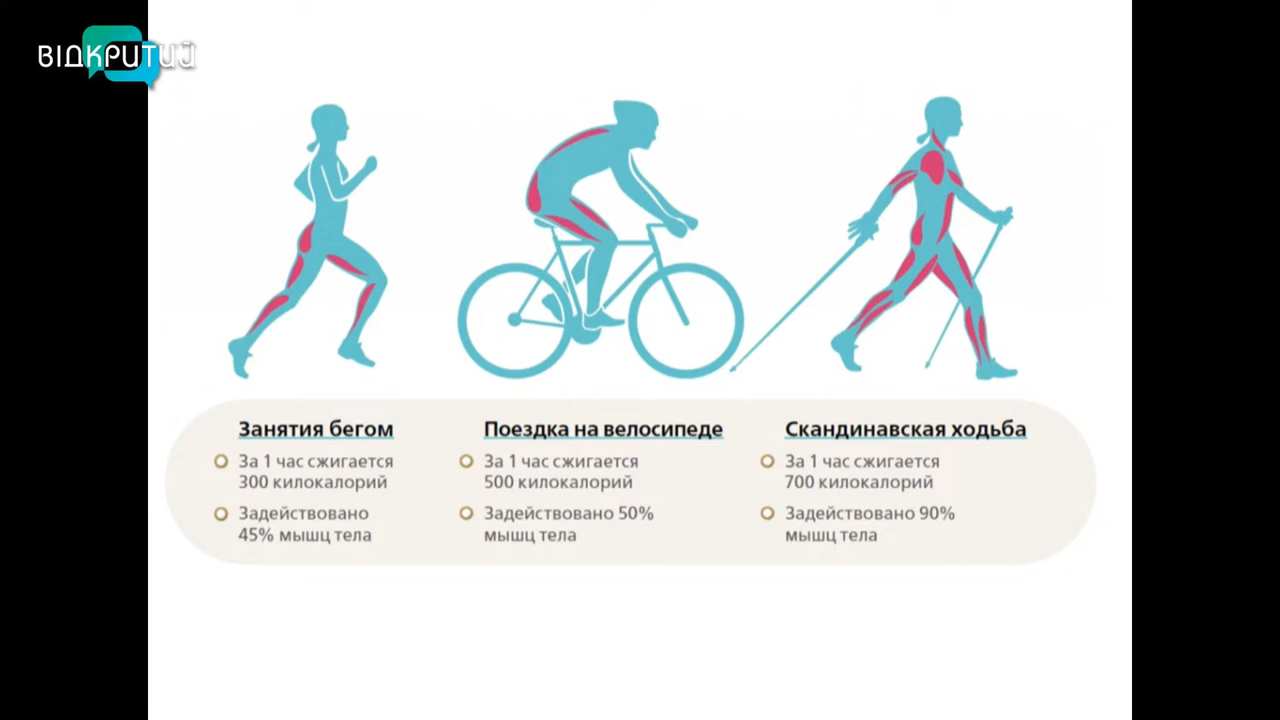 ВІДКРИТИЙ
Занятия бегом
За 1 час сжигается
300 килокалорий
Задействовано
45% мышц тела
Поездка на велосипеде
За 1 час сжигается
500 килокалорий
Задействовано 50%
мышц тела
Скандинавская ходьба
За 1 час сжигается
700 килокалорий
Задействовано 90%
мышц тела